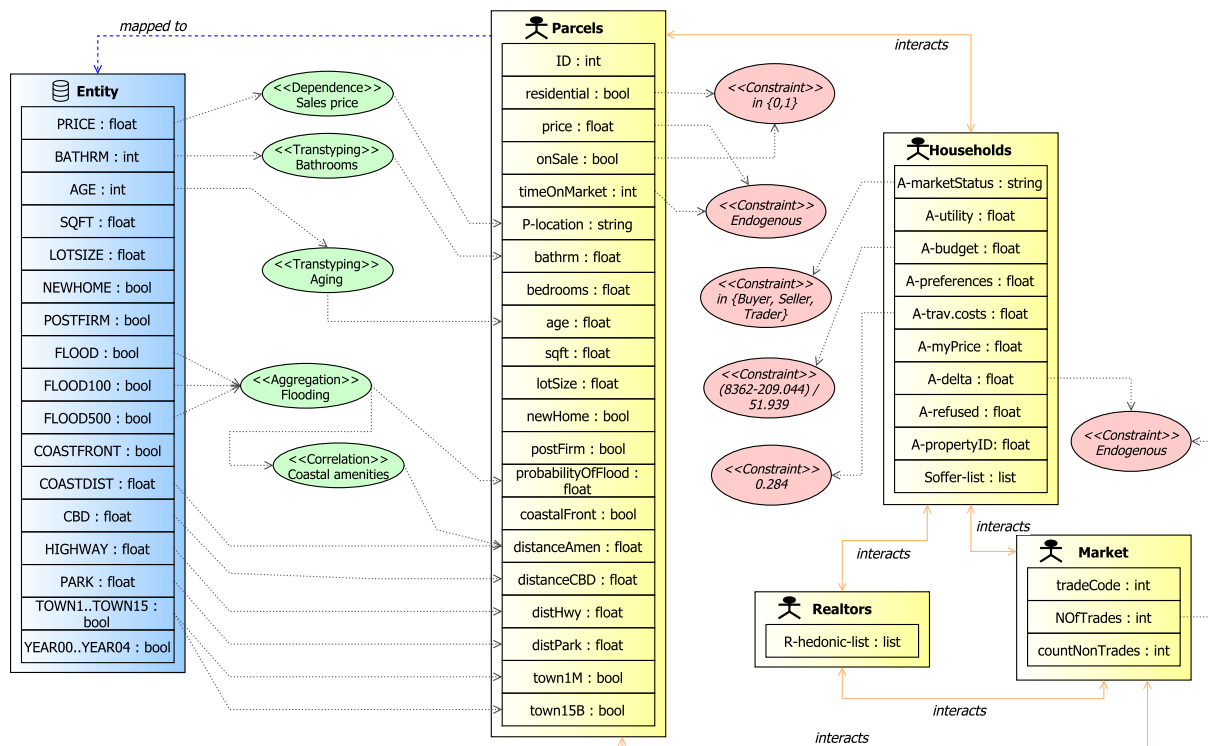 mapped to
Entity
PRICE : float
BATHRM : int
AGE : int
SQFT : float
LOTSIZE : float
NEWHOME : bool
POSTFIRM : bool
FLOOD : bool
FLOOD100 : bool
FLOOD500 : bool
COASTFRONT : bool
COASTDIST : float
CBD : float
HIGHWAY : float
PARK : float
TOWN1..TOWN15 :
bool
YEAR00..YEAR04 : bool
<<Dependence>>
Sales price
<<Transtyping>>
Bathrooms
<<Transtyping>>
Aging
<<Aggregation>>
Flooding
<<Correlation>>
Coastal amenities
Parcels
ID : int
residential : bool
price : float
onSale : bool
timeOnMarket : int
P-location : string
bathrm : float
bedrooms : float
age : float
sqft : float
lotSize : float
newHome : bool
postFirm : bool
probabilityOfFlood :
float
coastalFront : bool
distanceAmen : float
distanceCBD : float
distHwy : float
distPark : float
town1M : bool
town15B : bool
interacts
<<Constraint>>
in {0,1}
<<Constraint>>
Endogenous
<<Constraint>>
in {Buyer, Seller,
Trader}
<<Constraint>>
(8362-209.044) /
51.939
<<Constraint>>
0.284
Households
A-marketStatus : string
A-utility : float
A-budget : float
A-preferences : float
A-trav.costs : float
A-myPrice : float
A-delta : float
A-refused : float
A-propertyID: float
Soffer-list : list
<<Constraint>>
Endogenous
interacts
interacts
Realtors
R-hedonic-list : list
Market
tradeCode : int
NOfTrades : int
countNonTrades : int
interacts
interacts